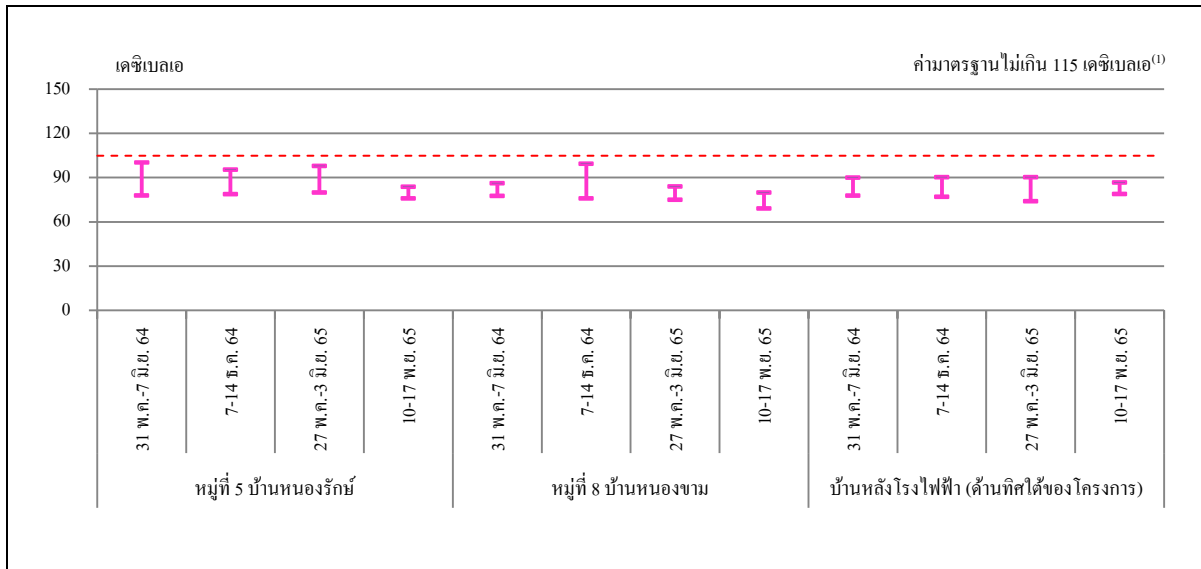 เดซิเบลเอ
ค่ามาตรฐานไม่เกิน 115 เดซิเบลเอ(1)
150
120
90
60
30
0
31 พ.ค.-7 มิ.ย. 64
7-14 ธ.ค. 64
27 พ.ค.-3 มิ.ย. 65
10-17 พ.ย. 65
31 พ.ค.-7 มิ.ย. 64
7-14 ธ.ค. 64
27 พ.ค.-3 มิ.ย. 65
10-17 พ.ย. 65
31 พ.ค.-7 มิ.ย. 64
7-14 ธ.ค. 64
27 พ.ค.-3 มิ.ย. 65
10-17 พ.ย. 65
หมู่ที่ 5 บ้านหนองรักษ์
หมู่ที่ 8 บ้านหนองขาม
บ้านหลังโรงไฟฟ้า (ด้านทิศใต้ของโครงการ)